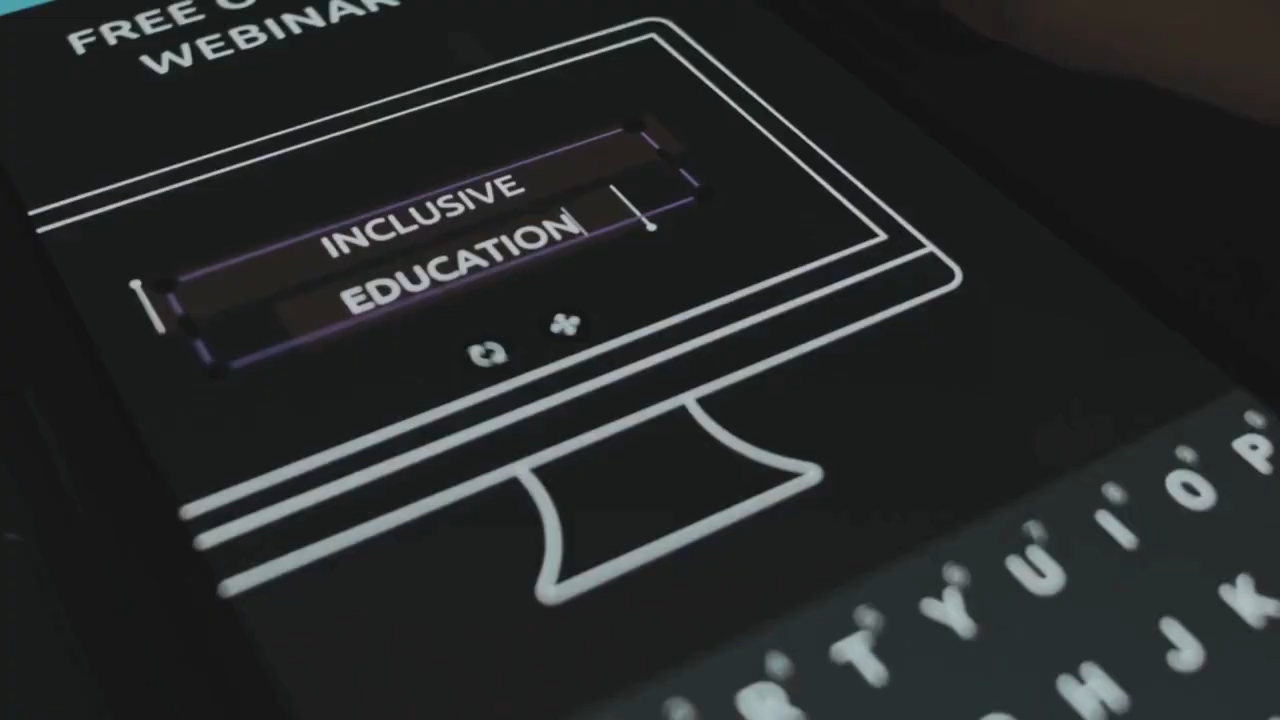 FREE
WEBINAR
INCLUSIVE
EDUCATION
T Y U I O P
H J K